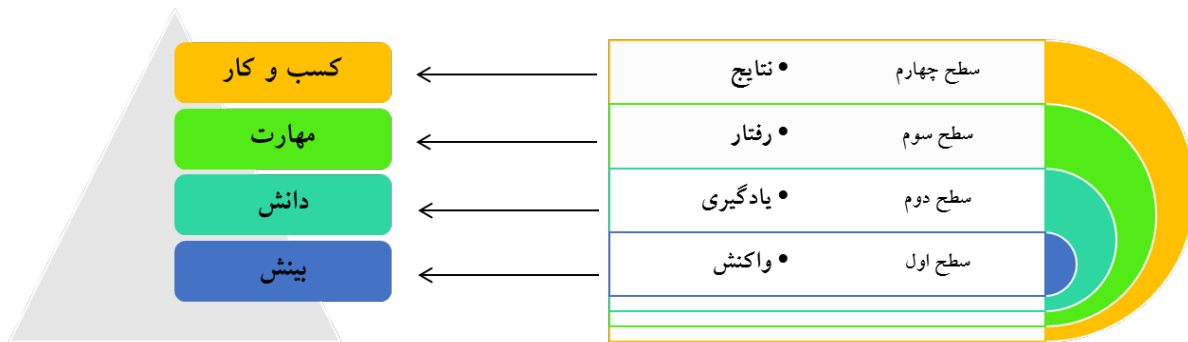 سطح چهارم • نتایج کسب و کار
سطح سوم • رفتار مهارت
سطح دوم • یادگیری دانش
سطح اول • واکنش بینش